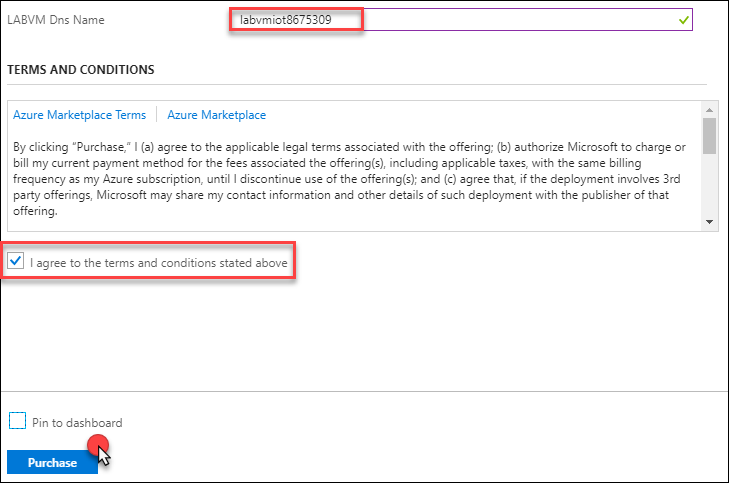 LABVM Dns Name labvmiot8675309
TERMS AND CONDITIONS
Azure Marketplace Terms Azure Marketplace
By clicking “Purchase,” I (a) agree to the applicable legal terms associated with the offering; (b) authorize Microsoft to charge or
bill my current payment method for the fees associated the offering(s), including applicable taxes, with the same billing
frequency as my Azure subscription, until I discontinue use of the offering(s); and (c) agree that, if the deployment involves 3rd
party offerings, Microsoft may share my contact information and other details of such deployment with the publisher of that
offering.
I agree to the terms and conditions stated above
Pin to dashboard
Purchase